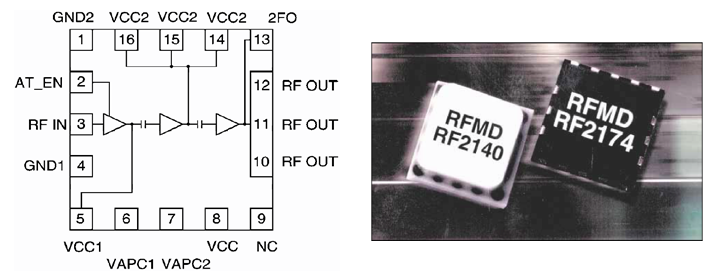 GND2 VCC2 VCC2 VCC2 2FO
1 16 15 14 13
AT_EN 2 12 RF OUT
RF IN 3 11 RF OUT
GND1 4 10 RF OUT
5 6 7 8 9
VCC1 VCC NC
VAPC1 VAPC2
RFMD
RF2140
RFMD
RF2174